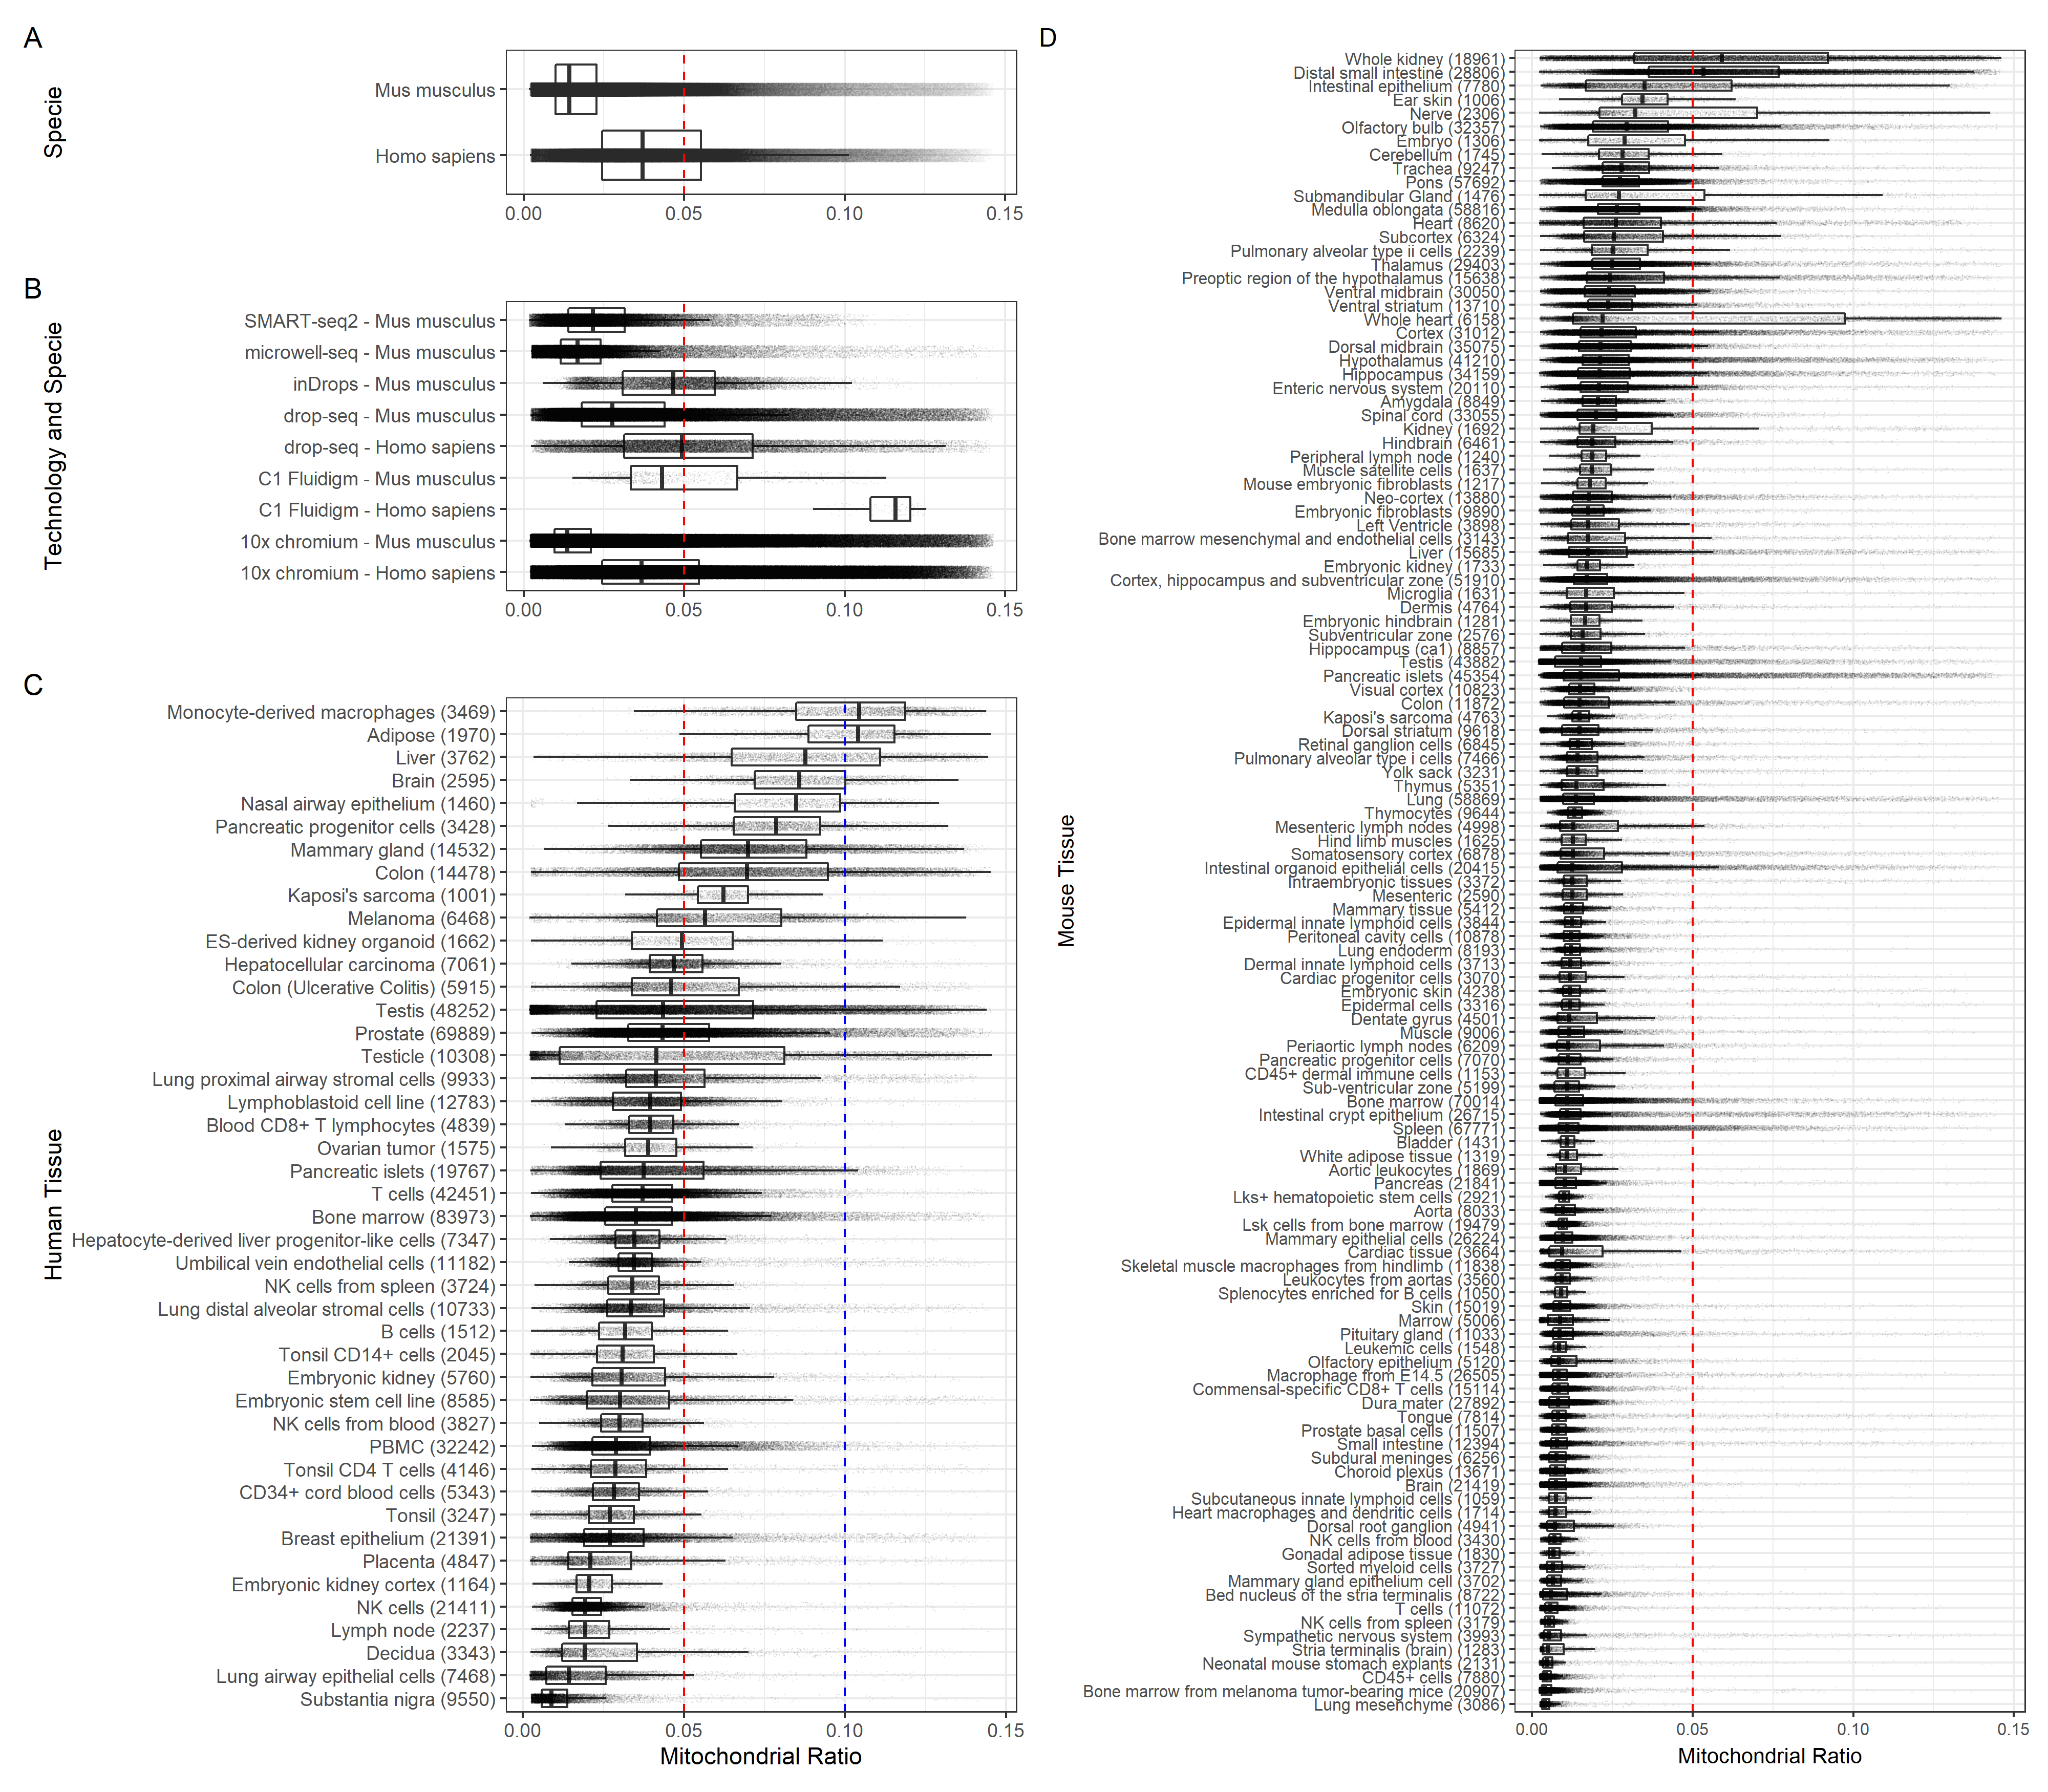 A
Specie
Mus musculus
Homo sapiens
0.00 0.05 0.10 0.15
B
Technology and Specie
SMART-seq2 - Mus musculus
microwell-seq - Mus musculus
inDrops - Mus musculus
drop-seq - Mus musculus
drop-seq - Homo sapiens
C1 Fluidigm - Mus musculus
C1 Fluidigm - Homo sapiens
10x chromium - Mus musculus
10x chromium - Homo sapiens
0.00 0.05 0.10 0.15
C
Human Tissue
Monocyte-derived macrophages (3469)
Adipose (1970)
Liver (3762)
Brain (2595)
Nasal airway epithelium (1460)
Pancreatic progenitor cells (3428)
Mammary gland (14532)
Colon (14478)
Kaposi's sarcoma (1001)
Melanoma (6468)
ES-derived kidney organoid (1662)
Hepatocellular carcinoma (7061)
Colon (Ulcerative Colitis) (5915)
Testis (48252)
Prostate (69889)
Testicle (10308)
Lung proximal airway stromal cells (9933)
Lymphoblastoid cell line (12783)
Blood CD8+ T lymphocytes (4839)
Ovarian tumor (1575)
Pancreatic islets (19767)
T cells (42451)
Bone marrow (83973)
Hepatocyte-derived liver progenitor-like cells (7347)
Umbilical vein endothelial cells (11182)
NK cells from spleen (3724)
Lung distal alveolar stromal cells (10733)
B cells (1512)
Tonsil CD14+ cells (2045)
Embryonic kidney (5760)
Embryonic stem cell line (8585)
NK cells from blood (3827)
PBMC (32242)
Tonsil CD4 T cells (4146)
CD34+ cord blood cells (5343)
Tonsil (3247)
Breast epithelium (21391)
Placenta (4847)
Embryonic kidney cortex (1164)
NK cells (21411)
Lymph node (2237)
Decidua (3343)
Lung airway epithelial cells (7468)
Substantia nigra (9550)
0.00 0.05 0.10 0.15
Mitochondrial Ratio
D
Mouse Tissue
Whole kidney (18961)
Distal small intestine (28806)
Intestinal epithelium (7780)
Ear skin (1006)
Nerve (2306)
Olfactory bulb (32357)
Embryo (1306)
Cerebellum (1745)
Trachea (9247)
Pons (57692)
Submandibular Gland (1476)
Medulla oblongata (58816)
Heart (8620)
Subcortex (6324)
Pulmonary alveolar type ii cells (2239)
Thalamus (29403)
Preoptic region of the hypothalamus (15638)
Ventral midbrain (30050)
Ventral striatum (13710)
Whole heart (6158)
Cortex (31012)
Dorsal midbrain (35075)
Hypothalamus (41210)
Hippocampus (34159)
Enteric nervous system (20110)
Amygdala (8849)
Spinal cord (33055)
Kidney (1692)
Hindbrain (6461)
Peripheral lymph node (1240)
Muscle satellite cells (1637)
Mouse embryonic fibroblasts (1217)
Neo-cortex (13880)
Embryonic fibroblasts (9890)
Left Ventricle (3898)
Bone marrow mesenchymal and endothelial cells (3143)
Liver (15685)
Embryonic kidney (1733)
Cortex, hippocampus and subventricular zone (51910)
Microglia (1631)
Dermis (4764)
Embryonic hindbrain (1281)
Subventricular zone (2576)
Hippocampus (ca1) (8857)
Testis (43882)
Pancreatic islets (45354)
Visual cortex (10823)
Colon (11872)
Kaposi's sarcoma (4763)
Dorsal striatum (9618)
Retinal ganglion cells (6845)
Pulmonary alveolar type i cells (7466)
Yolk sack (3231)
Thymus (5351)
Lung (58869)
Thymocytes (9644)
Mesenteric lymph nodes (4998)
Hind limb muscles (1625)
Somatosensory cortex (6878)
Intestinal organoid epithelial cells (20415)
Intraembryonic tissues (3372)
Mesenteric (2590)
Mammary tissue (5412)
Epidermal innate lymphoid cells (3844)
Peritoneal cavity cells (10878)
Lung endoderm (8193)
Dermal innate lymphoid cells (3713)
Cardiac progenitor cells (3070)
Embryonic skin (4238)
Epidermal cells (3316)
Dentate gyrus (4501)
Muscle (9006)
Periaortic lymph nodes (6209)
Pancreatic progenitor cells (7070)
CD45+ dermal immune cells (1153)
Sub-ventricular zone (5199)
Bone marrow (70014)
Intestinal crypt epithelium (26715)
Spleen (67771)
Bladder (1431)
White adipose tissue (1319)
Aortic leukocytes (1869)
Pancreas (21841)
Lks+ hematopoietic stem cells (2921)
Aorta (8033)
Lsk cells from bone marrow (19479)
Mammary epithelial cells (26224)
Cardiac tissue (3664)
Skeletal muscle macrophages from hindlimb (11838)
Leukocytes from aortas (3560)
Splenocytes enriched for B cells (1050)
Skin (15019)
Marrow (5006)
Pituitary gland (11033)
Leukemic cells (1548)
Olfactory epithelium (5120)
Macrophage from E14.5 (26505)
Commensal-specific CD8+ T cells (15114)
Dura mater (27892)
Tongue (7814)
Prostate basal cells (11507)
Small intestine (12394)
Subdural meninges (6256)
Choroid plexus (13671)
Brain (21419)
Subcutaneous innate lymphoid cells (1059)
Heart macrophages and dendritic cells (1714)
Dorsal root ganglion (4941)
NK cells from blood (3430)
Gonadal adipose tissue (1830)
Sorted myeloid cells (3727)
Mammary gland epithelium cell (3702)
Bed nucleus of the stria terminalis (8722)
T cells (11072)
NK cells from spleen (3179)
Sympathetic nervous system (3993)
Stria terminalis (brain) (1283)
Neonatal mouse stomach explants (2131)
CD45+ cells (7880)
Bone marrow from melanoma tumor-bearing mice (20907)
Lung mesenchyme (3086)
0.00 0.05 0.10 0.15
Mitochondrial Ratio